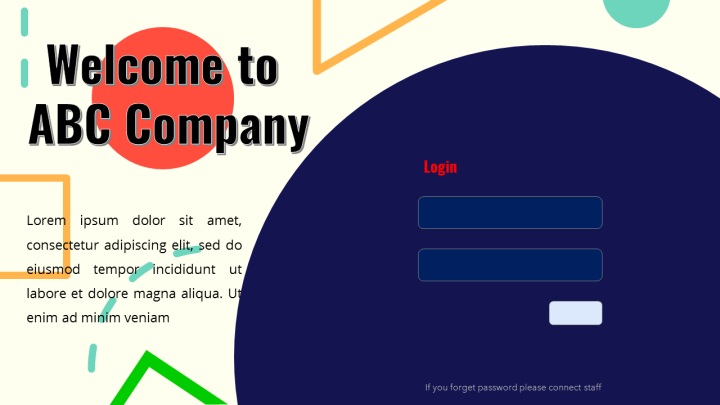 Welcome to
ABC Company
Lorem ipsum dolor sit amet,
consectetur adipiscing elit, sed do
eiusmod tempor incididunt ut
labore et dolore magna aliqua. Ut
enim ad minim veniam
Login
If you forget password please connect staff